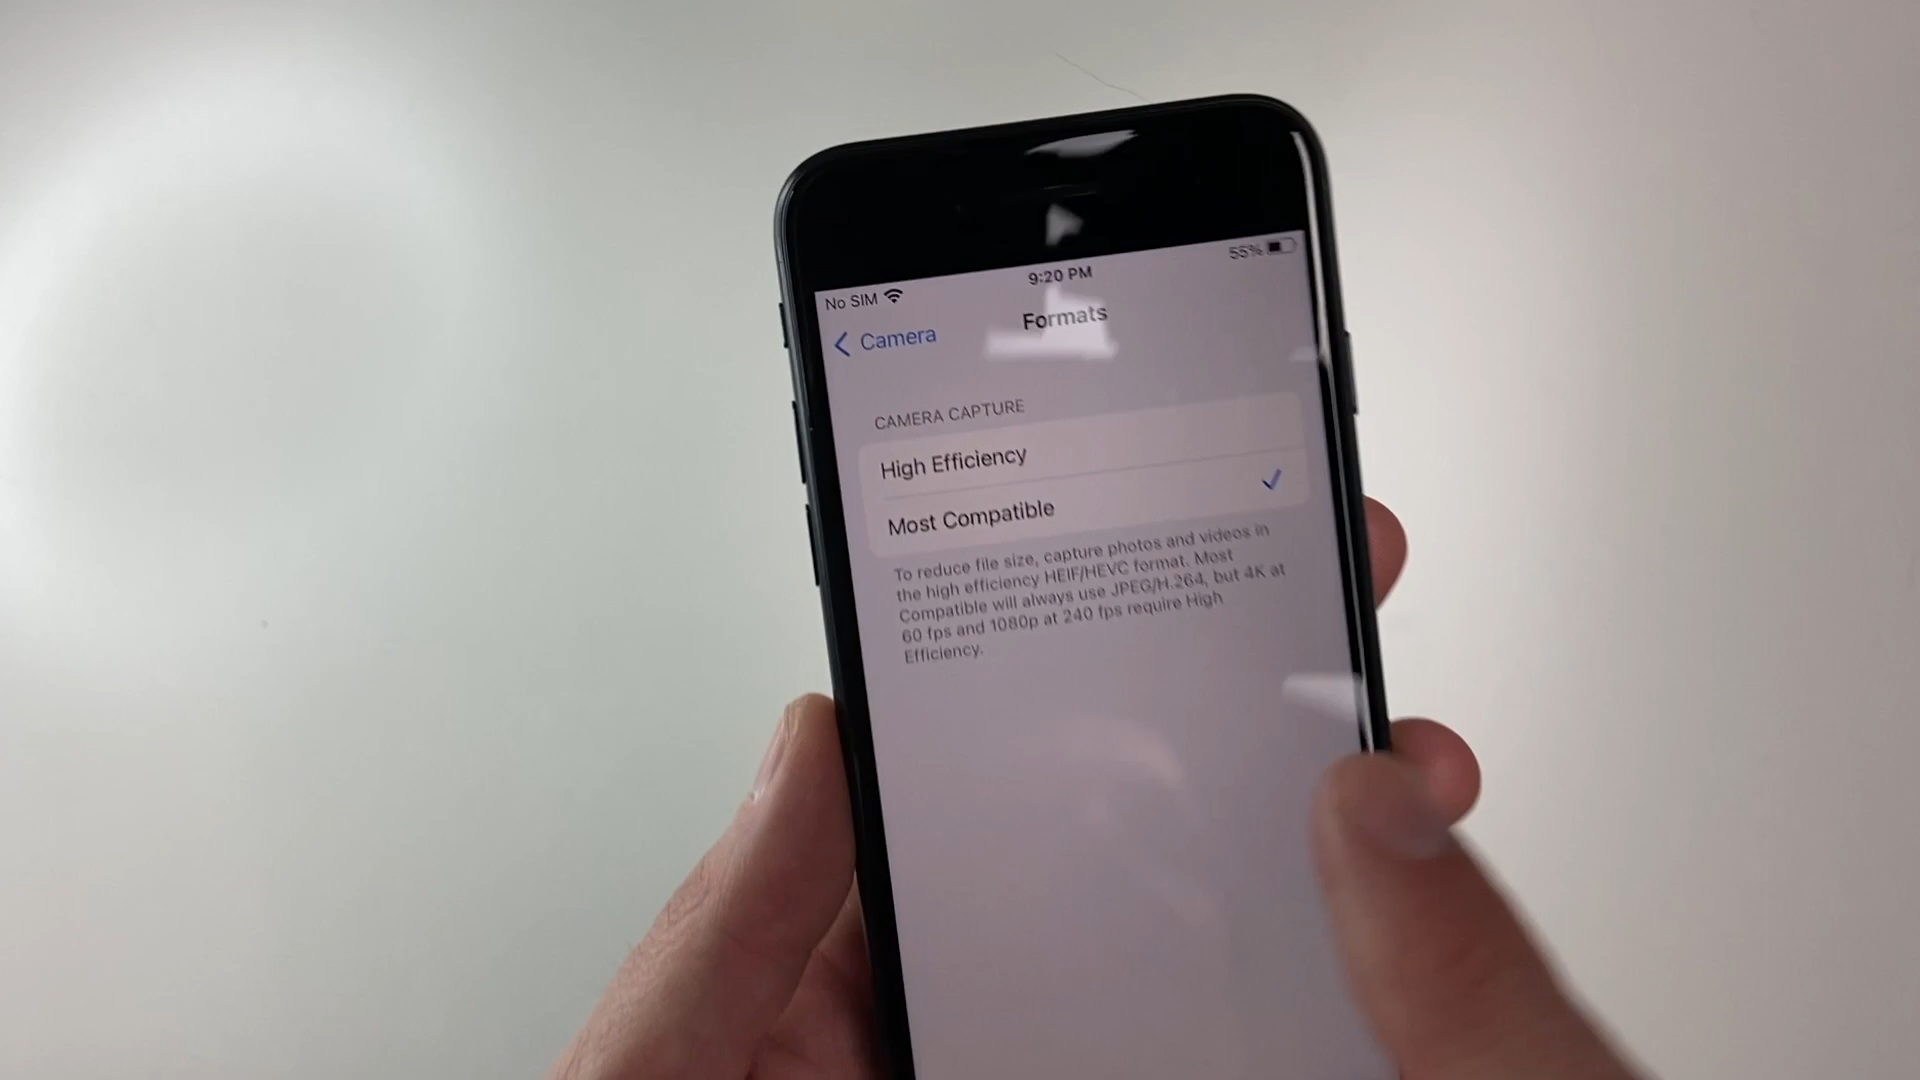 No SIM 9:20 PM 55%
Camera Formats
CAMERA CAPTURE
High Efficiency
Most Compatible
To reduce file size, capture photos and videos in
the high efficiency HEIF/HEVC format. Most
Compatible will always use JPEG/H.264, but 4K at
60 fps and 1080p at 240 fps require High
Efficiency.